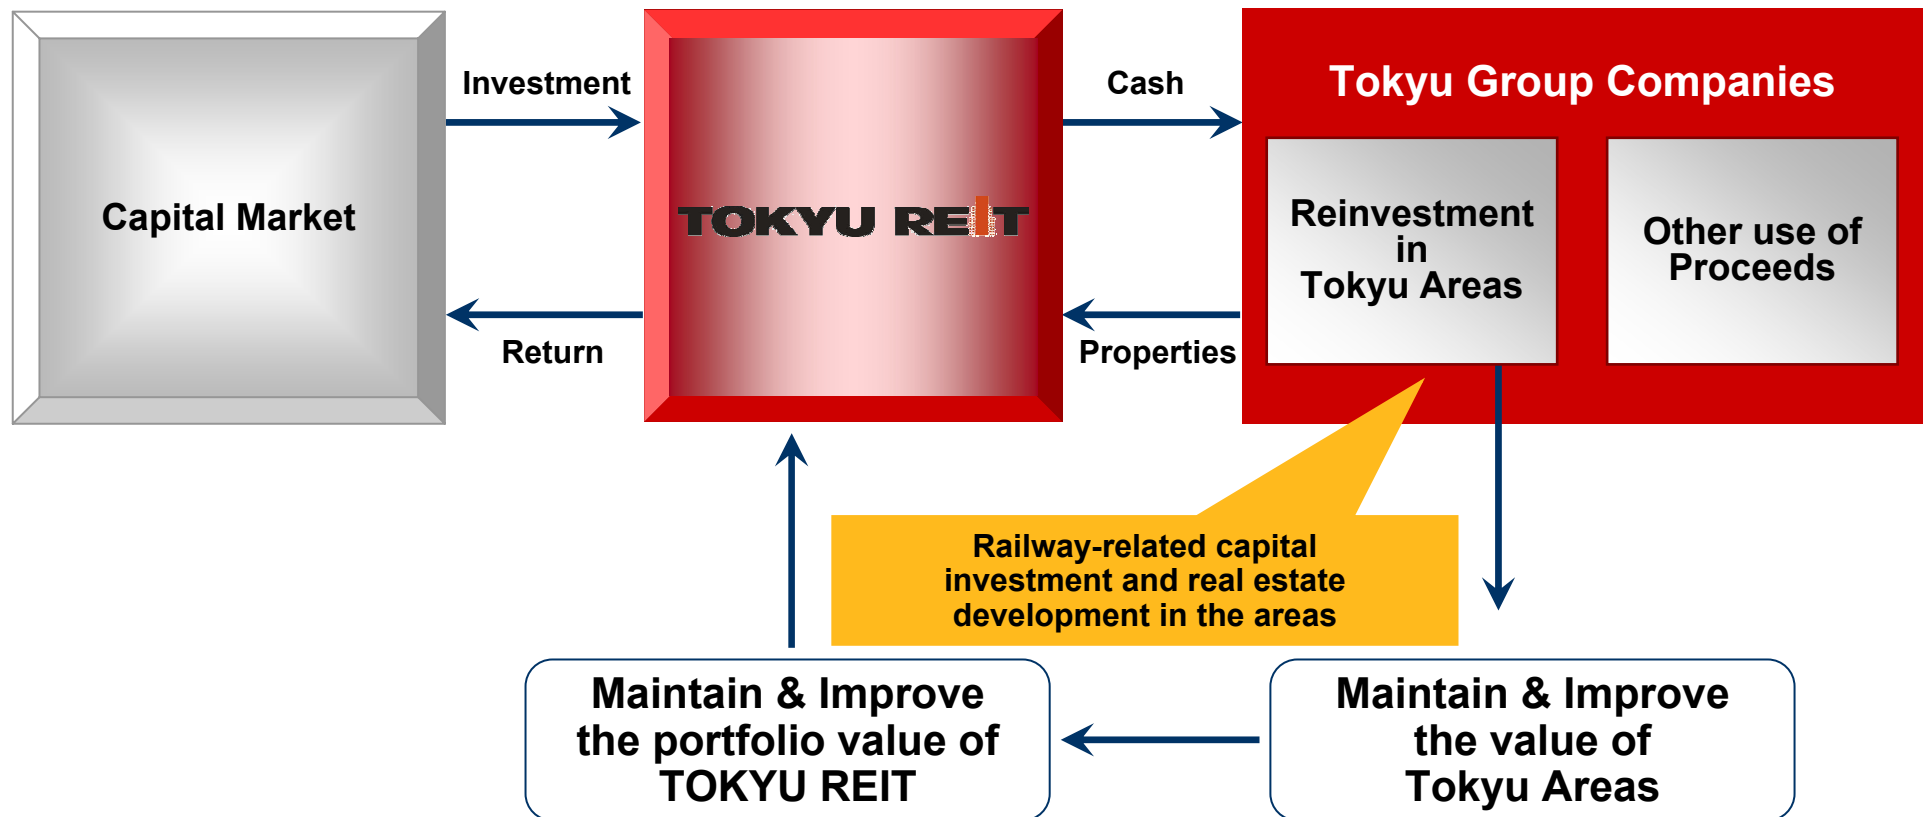 Capital Market
Investment
Return
TOKYU REIT
Cash
Properties
Tokyu Group Companies
Reinvestment
in
Tokyu Areas
Other use of
Proceeds
Railway-related capital
investment and real estate
development in the areas
Maintain & Improve
the portfolio value of
TOKYU REIT
Maintain & Improve
the value of
Tokyu Areas